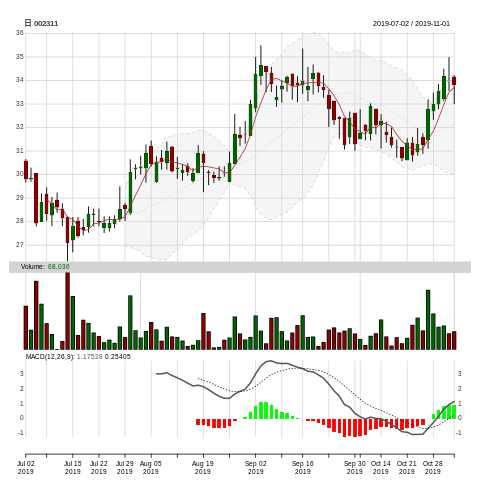 日 002311
2019-07-02 / 2019-11-01
36
35
34
33
32
31
30
29
28
27
Volume: 68,036
MACD(12,26,9): 1.17528 0.25405
3 3
2 2
1 1
0 0
-1 -1
Jul 02 Jul 15 Jul 22 Jul 29 Aug 05 Aug 19 Sep 02 Sep 16 Sep 30 Oct 14 Oct 21 Oct 28
2019 2019 2019 2019 2019 2019 2019 2019 2019 2019 2019 2019